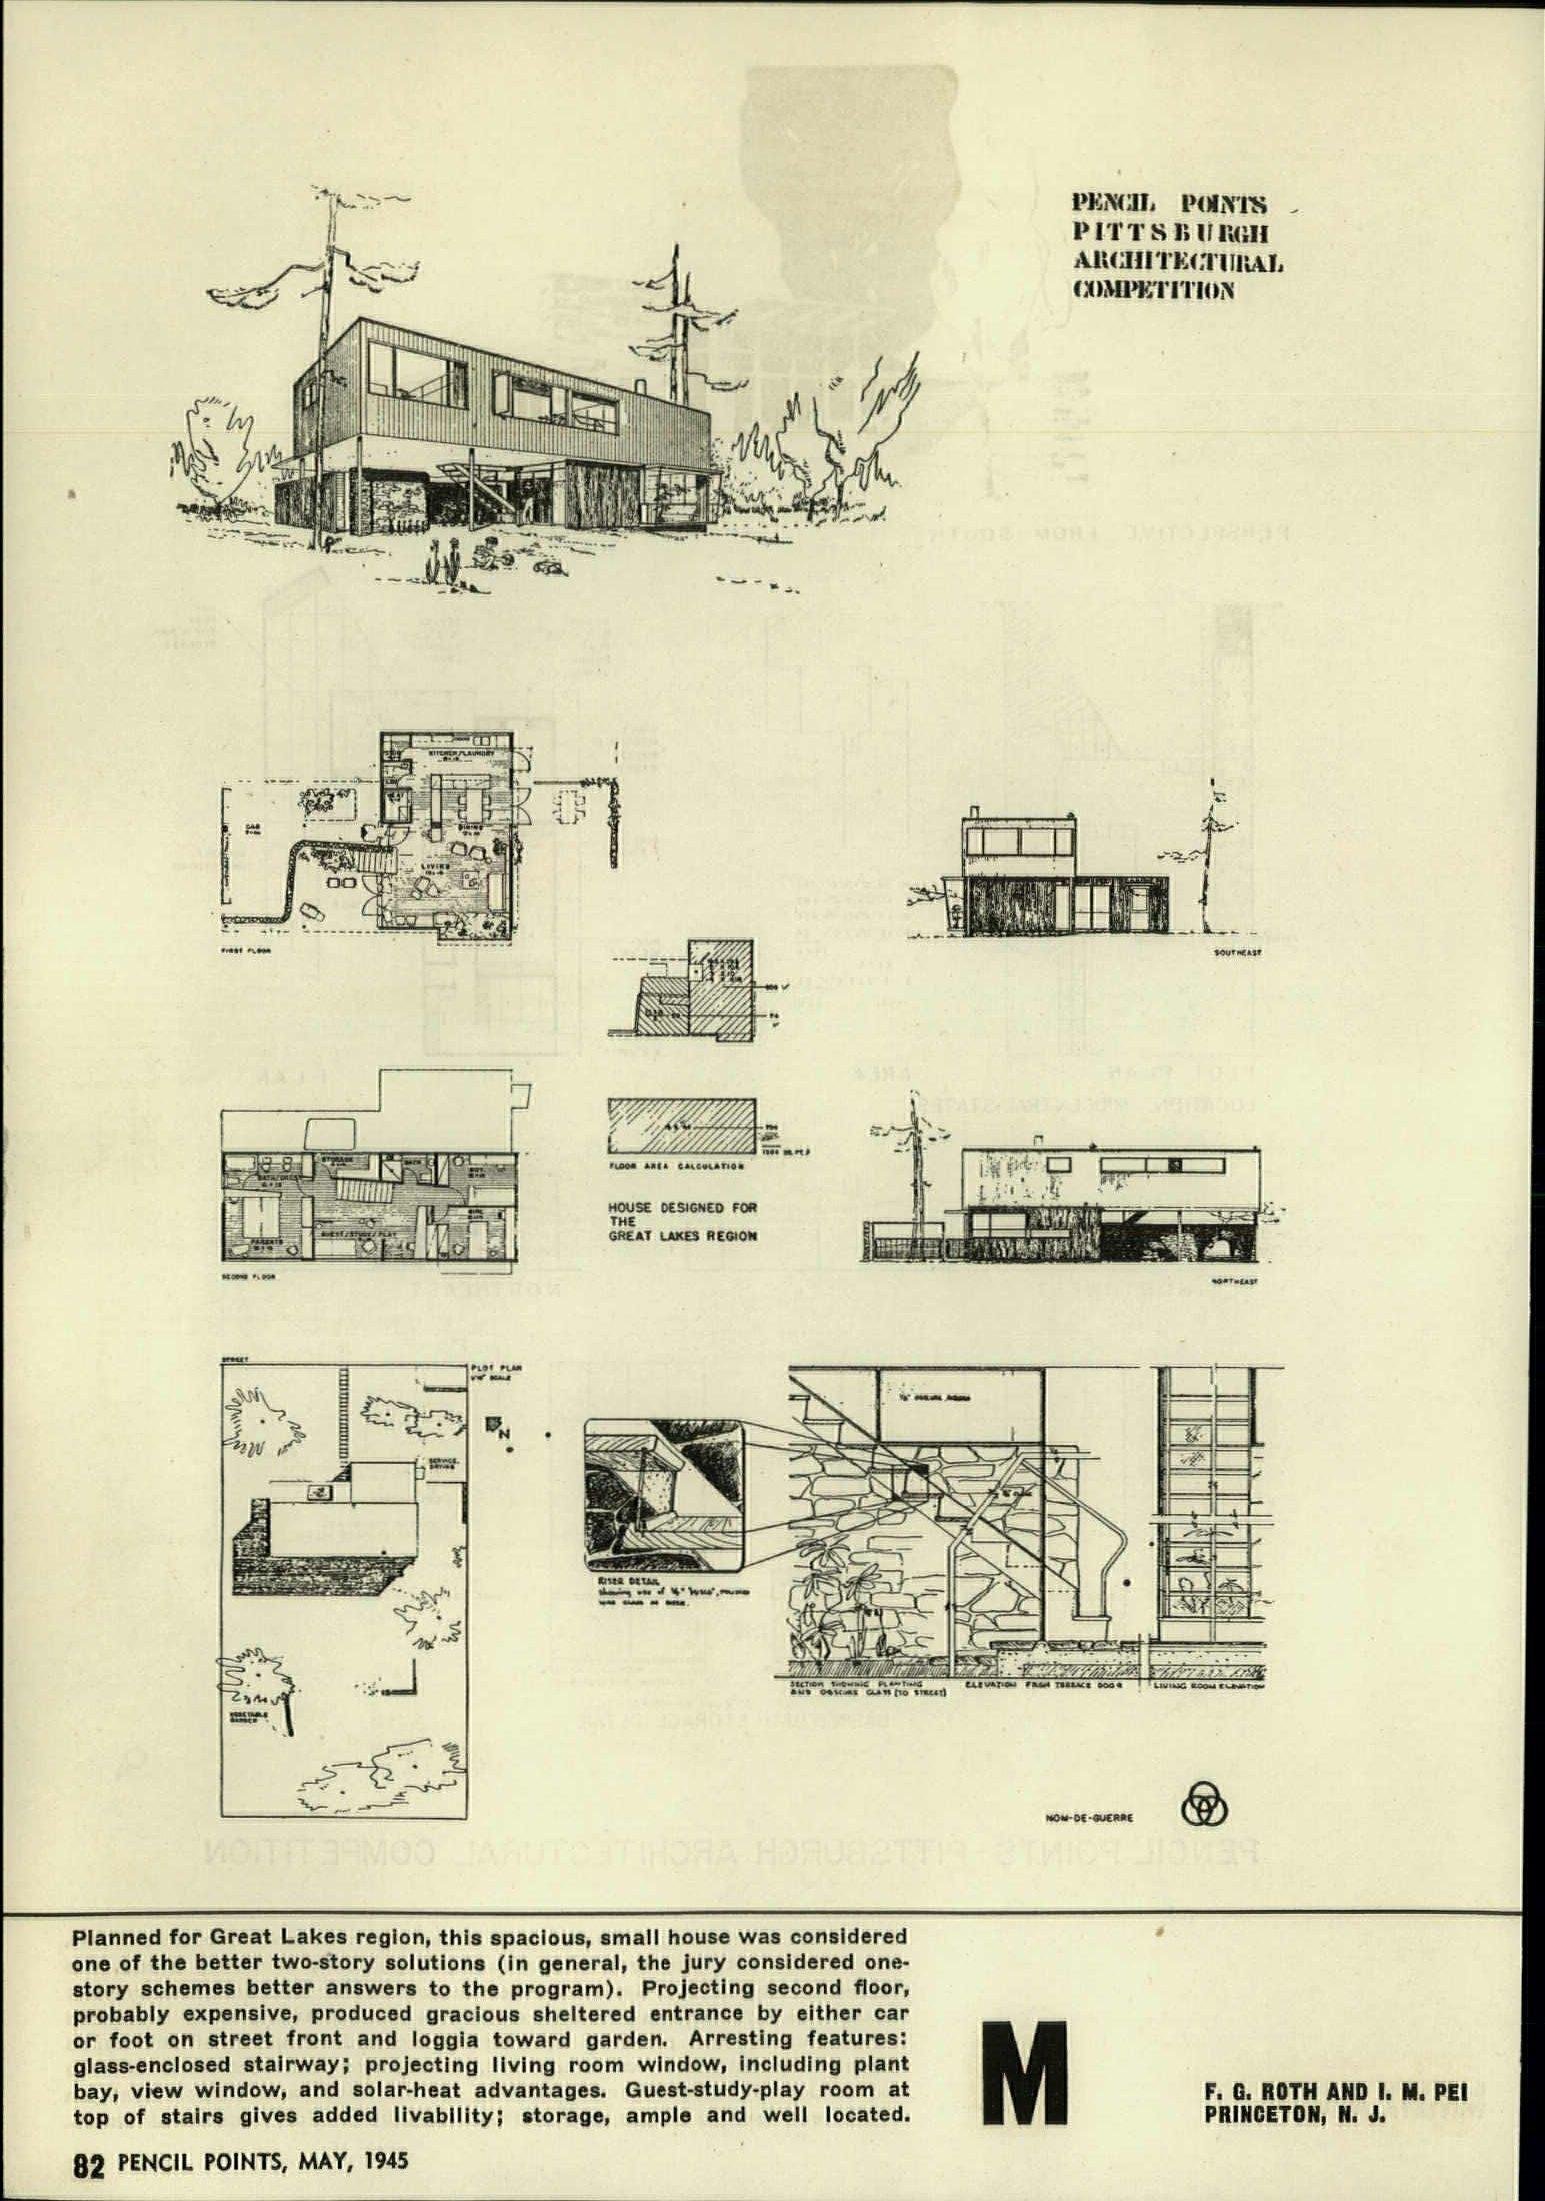 PENCIL POINTS
PITTSBURGH
ARCHITECTURAL
COMPETITION
KITCHEN/LAUNDRY
DINING
LIVING
CAR
FIRST FLOOR
SOUTHEAST
FLOOR AREA CALCULATION
HOUSE DESIGNED FOR
THE
GREAT LAKES REGION
STORAGE
BATH
PARENTS
GUEST/STUDY/PLAY
SECOND FLOOR
NORTHEAST
STREET
PLOT PLAN
SCALE
N
SERVICE
DRYING
VEGETABLE
GARDEN
RISER DETAIL
showing use of
SECTION SHOWING PLANTING
AND OBSCURE GLASS (TO STREET)
ELEVATION FROM TERRACE DOOR
LIVING ROOM ELEVATION
NOM-DE-GUERRE
Planned for Great Lakes region, this spacious, small house was considered
one of the better two-story solutions (in general, the jury considered one-
story schemes better answers to the program). Projecting second floor,
probably expensive, produced gracious sheltered entrance by either car
or foot on street front and loggia toward garden. Arresting features:
glass-enclosed stairway; projecting living room window, including plant
bay, view window, and solar-heat advantages. Guest-study-play room at
top of stairs gives added livability; storage, ample and well located.
M
F. G. ROTH AND I. M. PEI
PRINCETON, N. J.
82 PENCIL POINTS, MAY, 1945